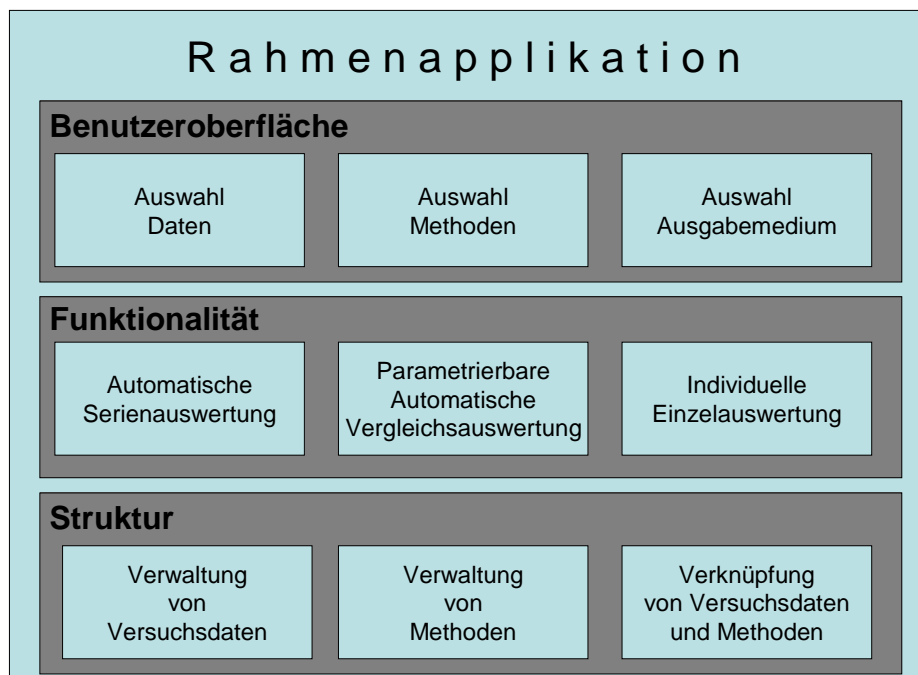 Rahmenapplikation
Benutzeroberfläche
Auswahl
Daten
Auswahl
Methoden
Auswahl
Ausgabemedium
Funktionalität
Automatische
Serienauswertung
Parametrierbare
Automatische
Vergleichsauswertung
Individuelle
Einzelauswertung
Struktur
Verwaltung
von
Versuchsdaten
Verwaltung
von
Methoden
Verknüpfung
von Versuchsdaten
und Methoden